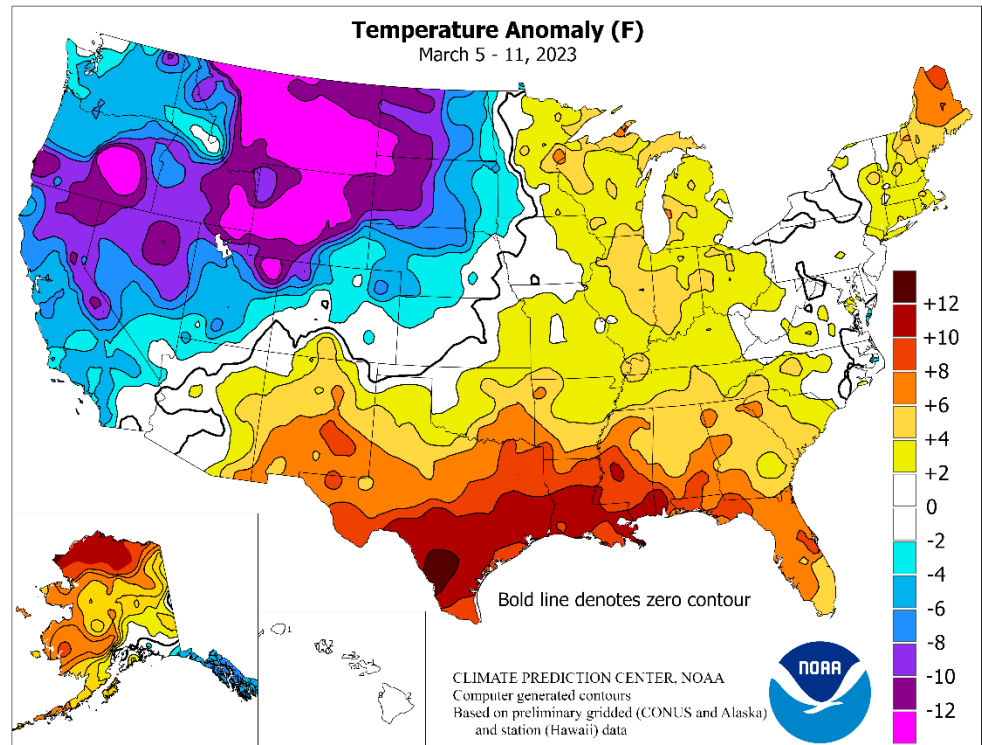 Temperature Anomaly (F)
March 5 - 11, 2023
+12
+10
+8
+6
+4
+2
0
-2
-4
-6
-8
-10
-12
Bold line denotes zero contour
1
CLIMATE PREDICTION CENTER, NOAA
Computer generated contours
Based on preliminary gridded (CONUS and Alaska)
and station (Hawaii) data
NOAA